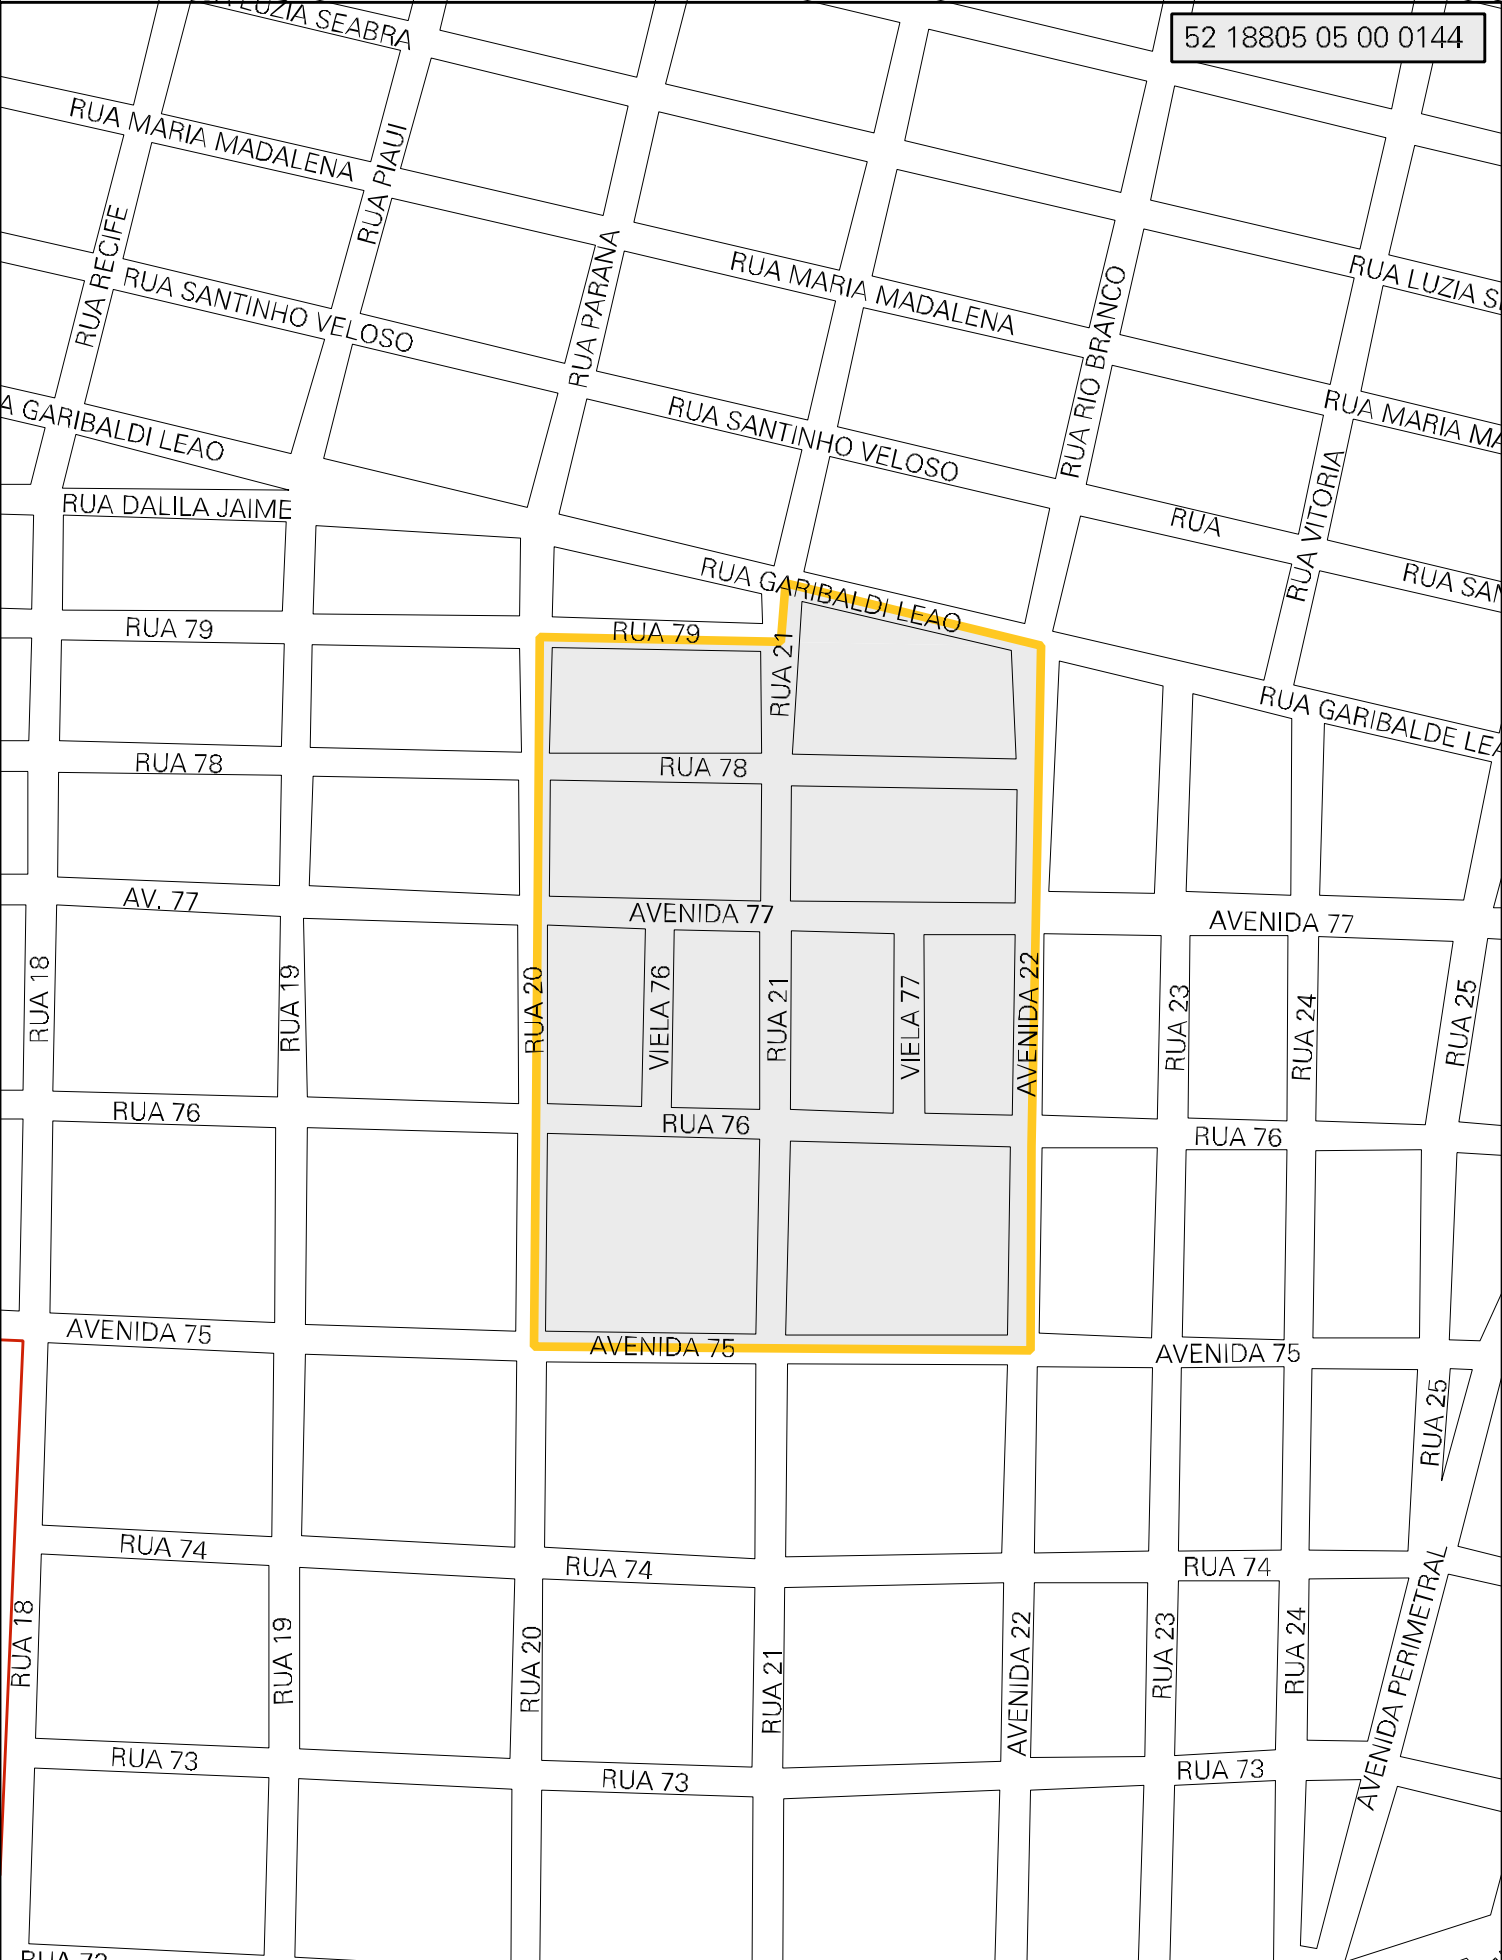 LUZIA SEABRA
52 18805 05 00 0144
RUA MARIA MADALENA
RUA PIAUI
RUA RECIFE
RUA PARANA
RUA SANTINHO VELOSO
RUA MARIA MADALENA
RUA RIO BRANCO
RUA LUZIA S
A GARIBALDI LEAO
RUA SANTINHO VELOSO
RUA MARIA MA
RUA VITORIA
RUA DALILA JAIME
RUA
RUA GARIBALDI LEAO
RUA SAN
RUA 79
RUA 79
RUA 21
RUA GARIBALDE LEA
RUA 78
RUA 78
AV. 77
AVENIDA 77
AVENIDA 77
RUA 18
RUA 19
RUA 20
VIELA 76
RUA 21
VIELA 77
AVENIDA 22
RUA 23
RUA 24
RUA 25
RUA 76
RUA 76
RUA 76
AVENIDA 75
AVENIDA 75
AVENIDA 75
RUA 25
RUA 74
RUA 74
RUA 74
RUA 18
RUA 19
RUA 20
RUA 21
AVENIDA 22
RUA 23
RUA 24
AVENIDA PERIMETRAL
RUA 73
RUA 73
RUA 73
RUA 72